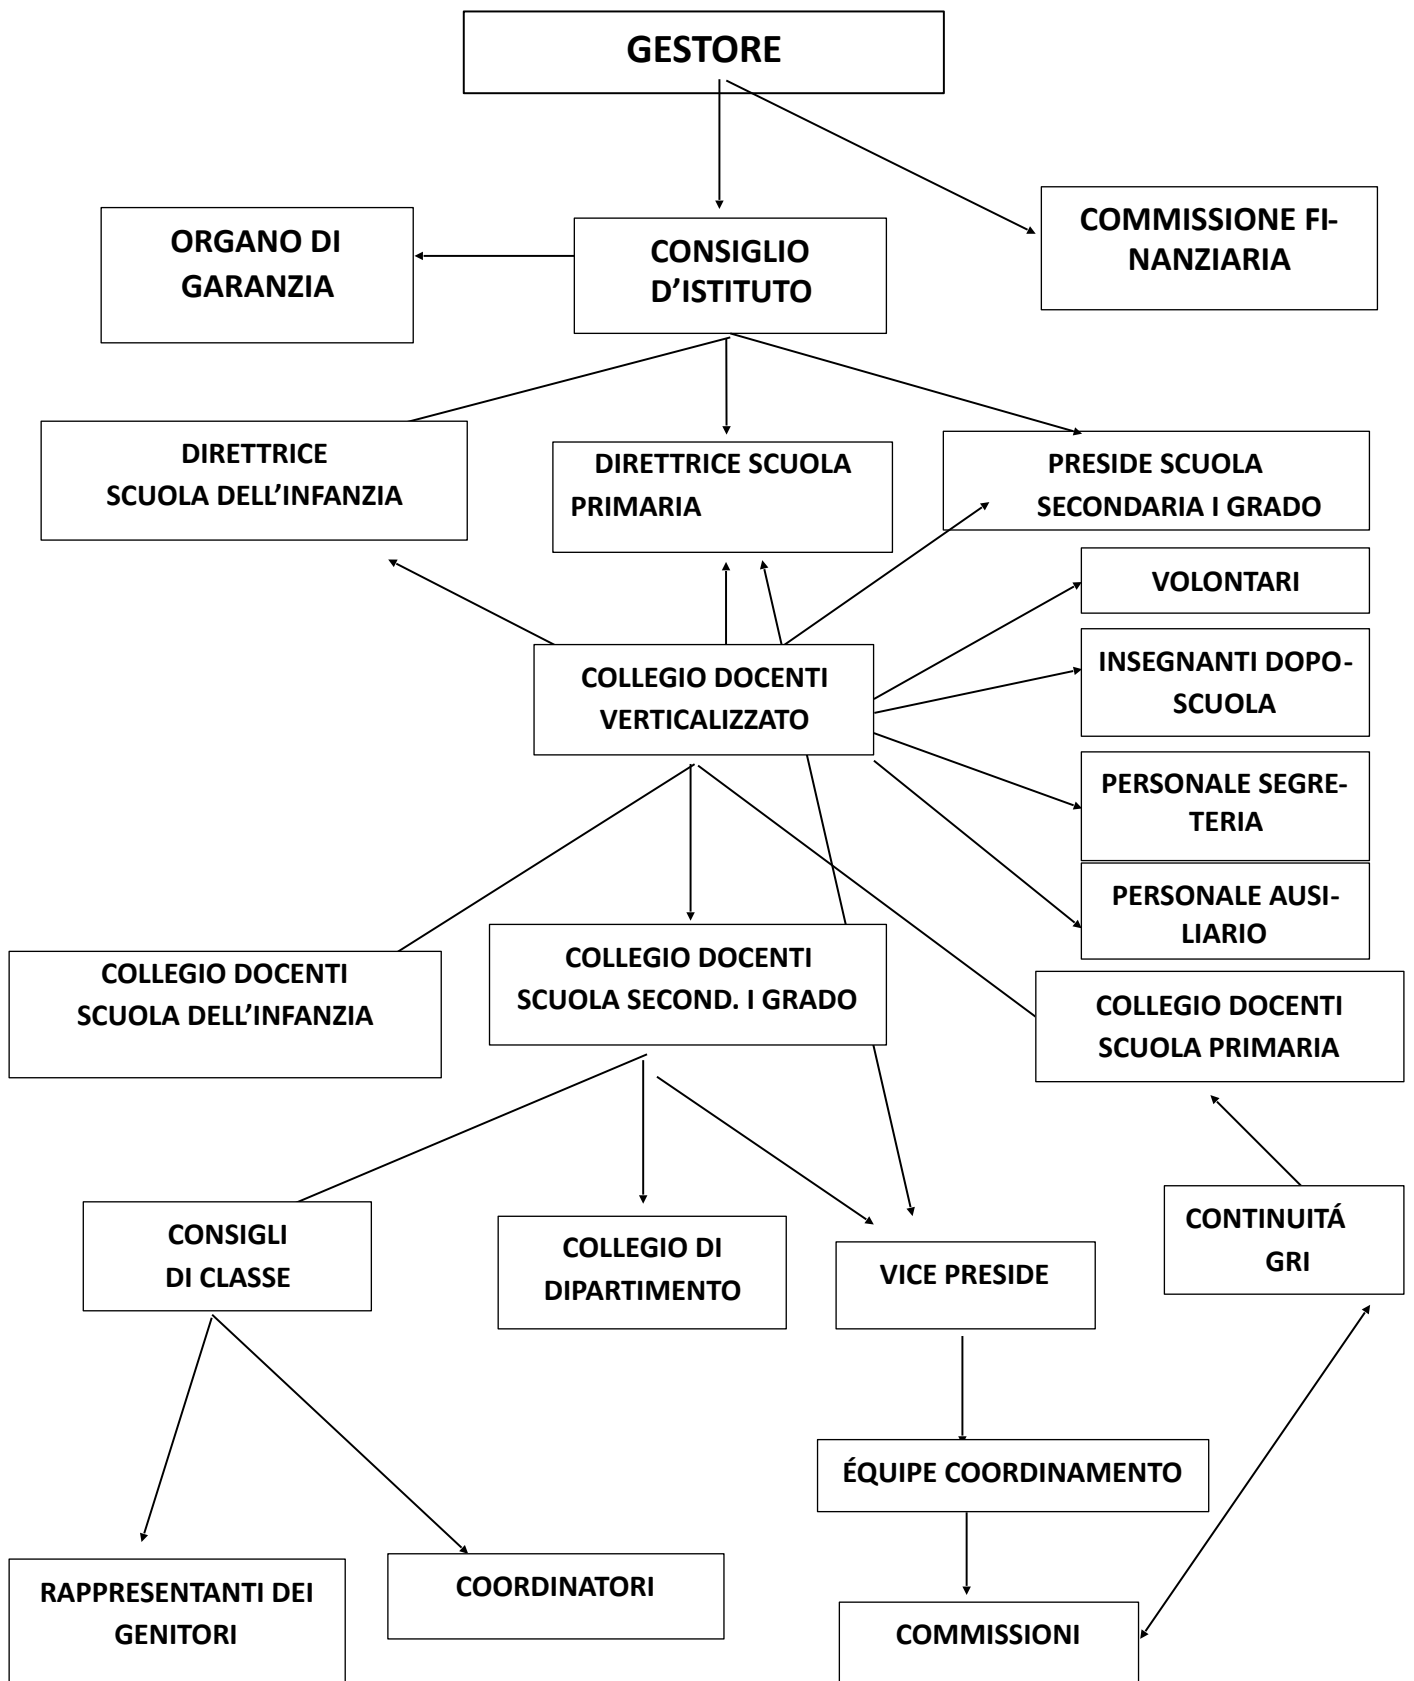 GESTORE
ORGANO DI
GARANZIA
CONSIGLIO
D’ISTITUTO
COMMISSIONE FI-
NANZIARIA
DIRETTRICE
SCUOLA DELL’INFANZIA
DIRETTRICE SCUOLA
PRIMARIA
PRESIDE SCUOLA
SECONDARIA I GRADO
VOLONTARI
INSEGNANTI DOPO-
SCUOLA
COLLEGIO DOCENTI
VERTICALIZZATO
PERSONALE SEGRE-
TERIA
PERSONALE AUSI-
LIARIO
COLLEGIO DOCENTI
SCUOLA DELL’INFANZIA
COLLEGIO DOCENTI
SCUOLA SECOND. I GRADO
COLLEGIO DOCENTI
SCUOLA PRIMARIA
CONSIGLI
DI CLASSE
COLLEGIO DI
DIPARTIMENTO
VICE PRESIDE
CONTINUITÁ
GRI
ÉQUIPE COORDINAMENTO
RAPPRESENTANTI DEI
GENITORI
COORDINATORI
COMMISSIONI